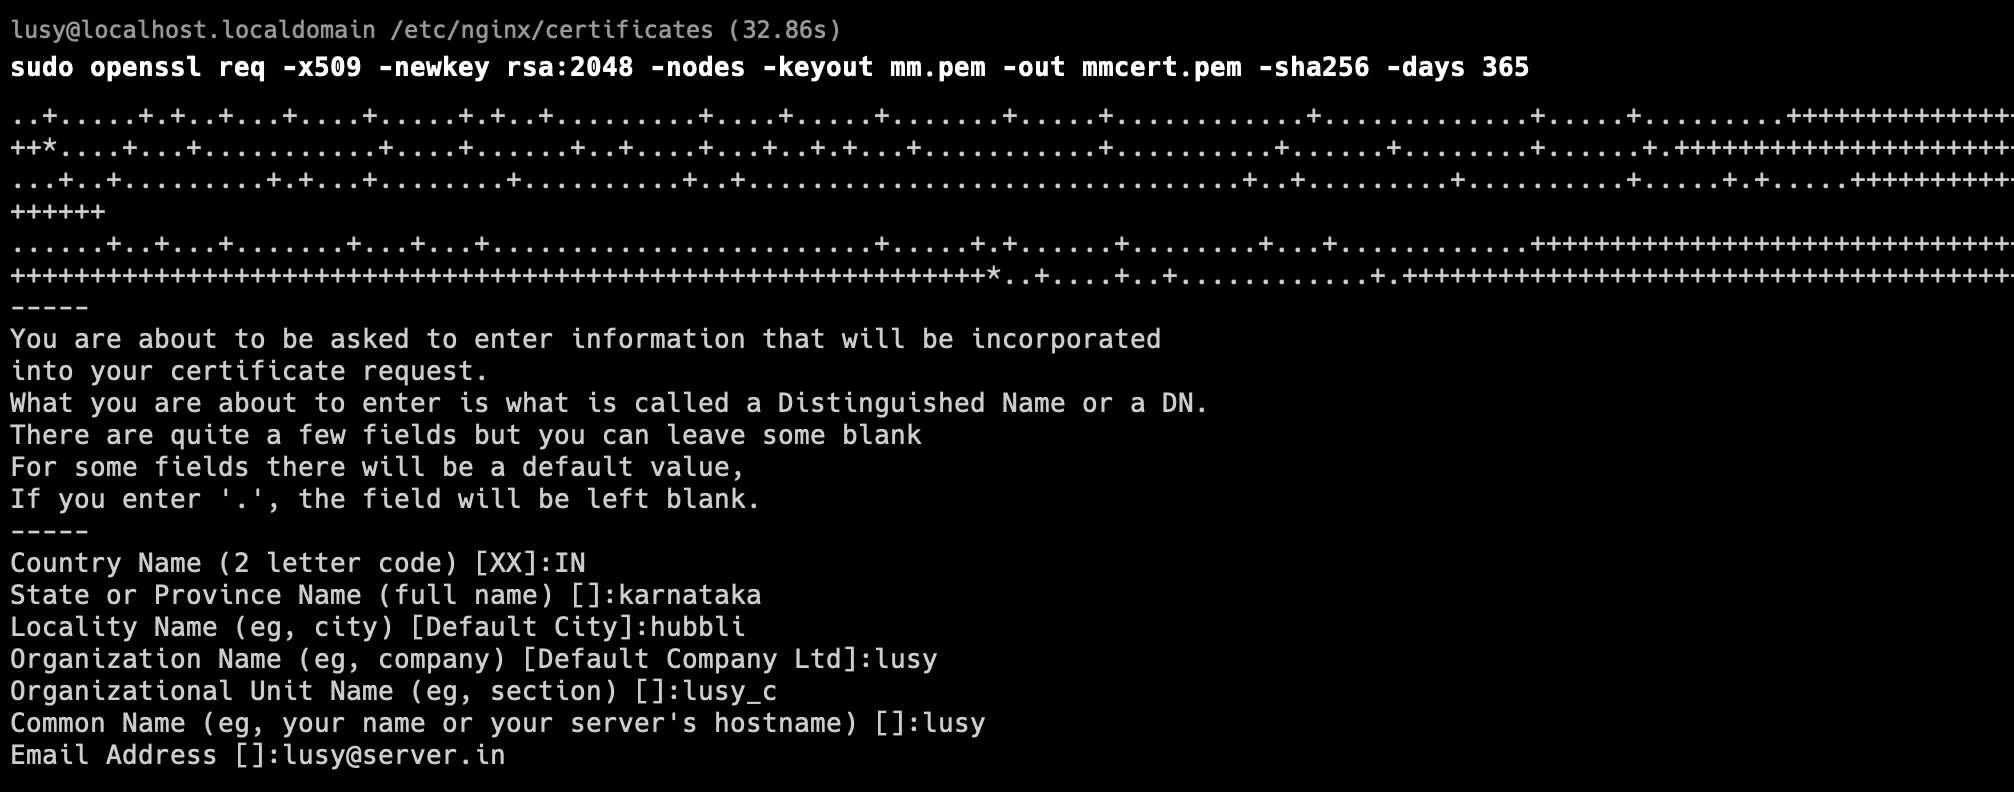 lusy@localhost.localdomain /etc/nginx/certificates (32.86s)
sudo openssl req -x509 -newkey rsa:2048 -nodes -keyout mm.pem -out mmcert.pem -sha256 -days 365
..+.....+.+..+...+....+.....+.+..+.........+....+.....+.......+.....+............+.............+.....+.........++++++++++++++
++*....+...+...........+....+......+..+....+...+..+.+...+...........+..........+......+........+......+.+++++++++++++++++++++
...+..+.........+.+...+........+..........+..+...............................+..+.........+..........+.....+.+.....++++++++++
++++++
......+..+...+.......+...+...+........................+.....+.+......+........+...+............++++++++++++++++++++++++++++++
+++++++++++++++++++++++++++++++++++++++++++++++++++++++++++++*..+....+..+............+.++++++++++++++++++++++++++++++++++++++
-----
You are about to be asked to enter information that will be incorporated
into your certificate request.
What you are about to enter is what is called a Distinguished Name or a DN.
There are quite a few fields but you can leave some blank
For some fields there will be a default value,
If you enter '.', the field will be left blank.
-----
Country Name (2 letter code) [XX]:IN
State or Province Name (full name) []:karnataka
Locality Name (eg, city) [Default City]:hubbli
Organization Name (eg, company) [Default Company Ltd]:lusy
Organizational Unit Name (eg, section) []:lusy_c
Common Name (eg, your name or your server's hostname) []:lusy
Email Address []:lusy@server.in